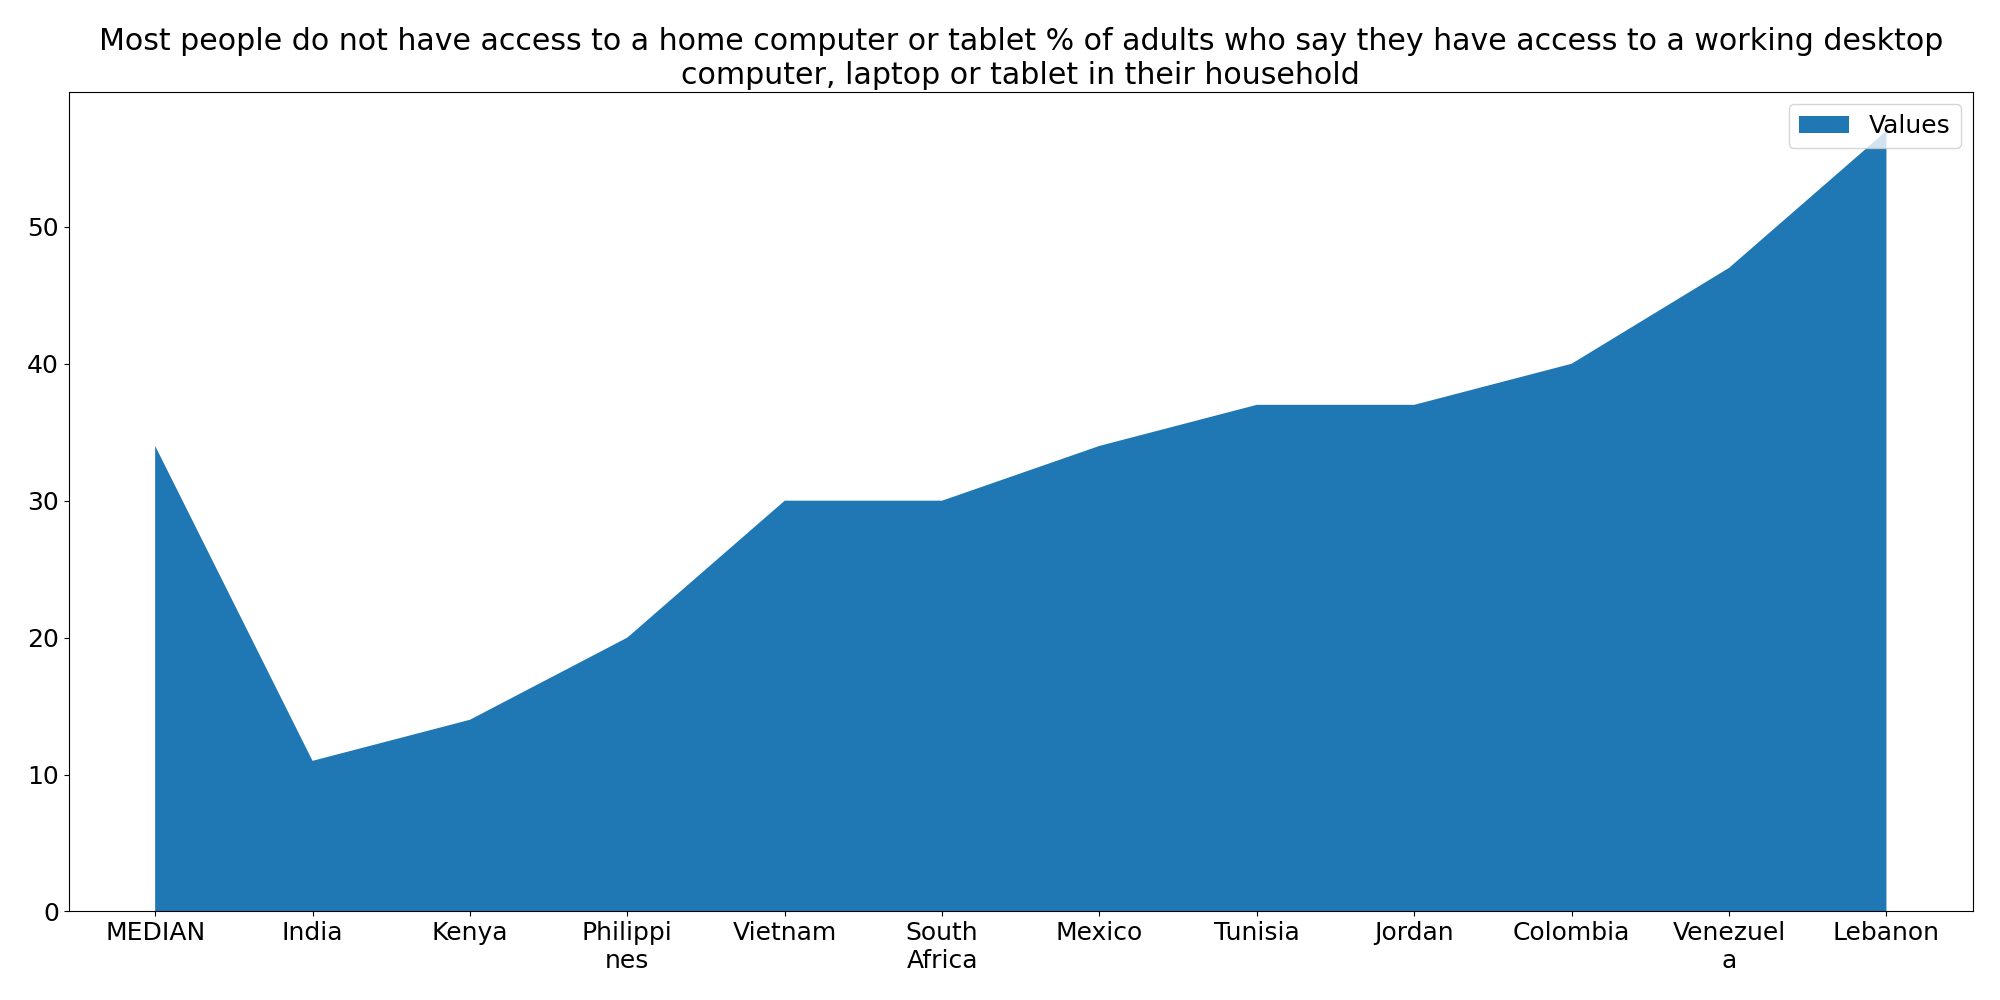 Most people do not have access to a home computer or tablet % of adults who say they have access to a working desktop
computer, laptop or tablet in their household
Values
50
40
30
20
10
0
MEDIAN India Kenya Philippi Vietnam South Mexico Tunisia Jordan Colombia Venezuel Lebanon
nes Africa a